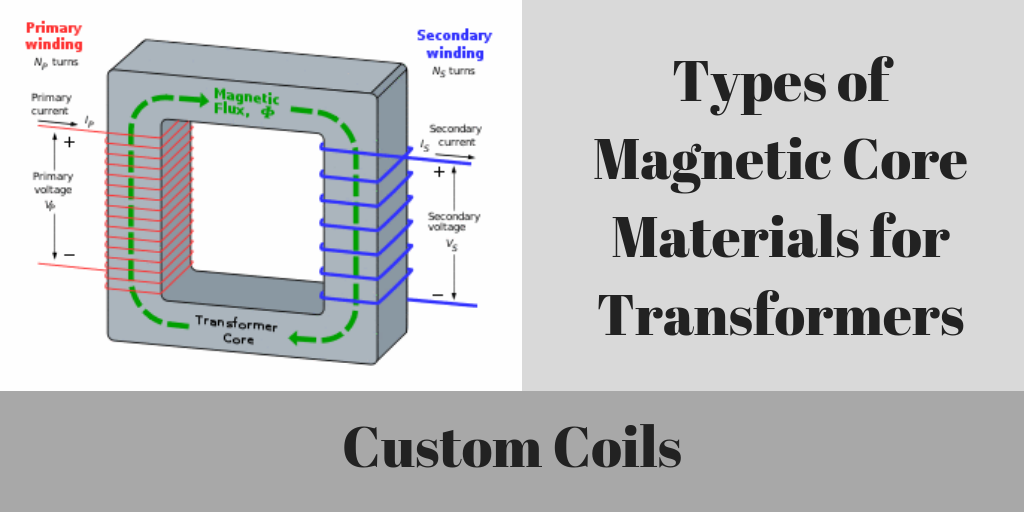 Primary
winding
NP turns
Primary
current
IP
+
Primary
voltage
VP
−
Magnetic
Flux, Φ
Transformer
Core
Secondary
winding
NS turns
Secondary
current
IS
+
Secondary
voltage
VS
−
Types of
Magnetic Core
Materials for
Transformers
Custom Coils